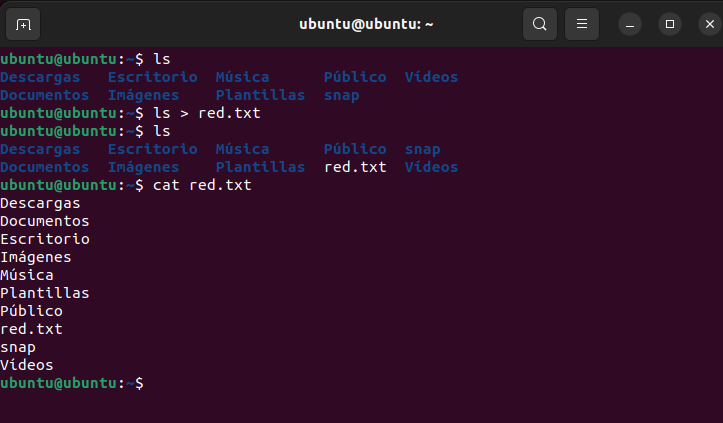 ubuntu@ubuntu: ~
ubuntu@ubuntu:~$ ls
Descargas   Escritorio  Música      Público  Vídeos
Documentos  Imágenes    Plantillas  snap
ubuntu@ubuntu:~$ ls > red.txt
ubuntu@ubuntu:~$ ls
Descargas   Escritorio  Música      Público  snap
Documentos  Imágenes    Plantillas  red.txt  Vídeos
ubuntu@ubuntu:~$ cat red.txt
Descargas
Documentos
Escritorio
Imágenes
Música
Plantillas
Público
red.txt
snap
Vídeos
ubuntu@ubuntu:~$